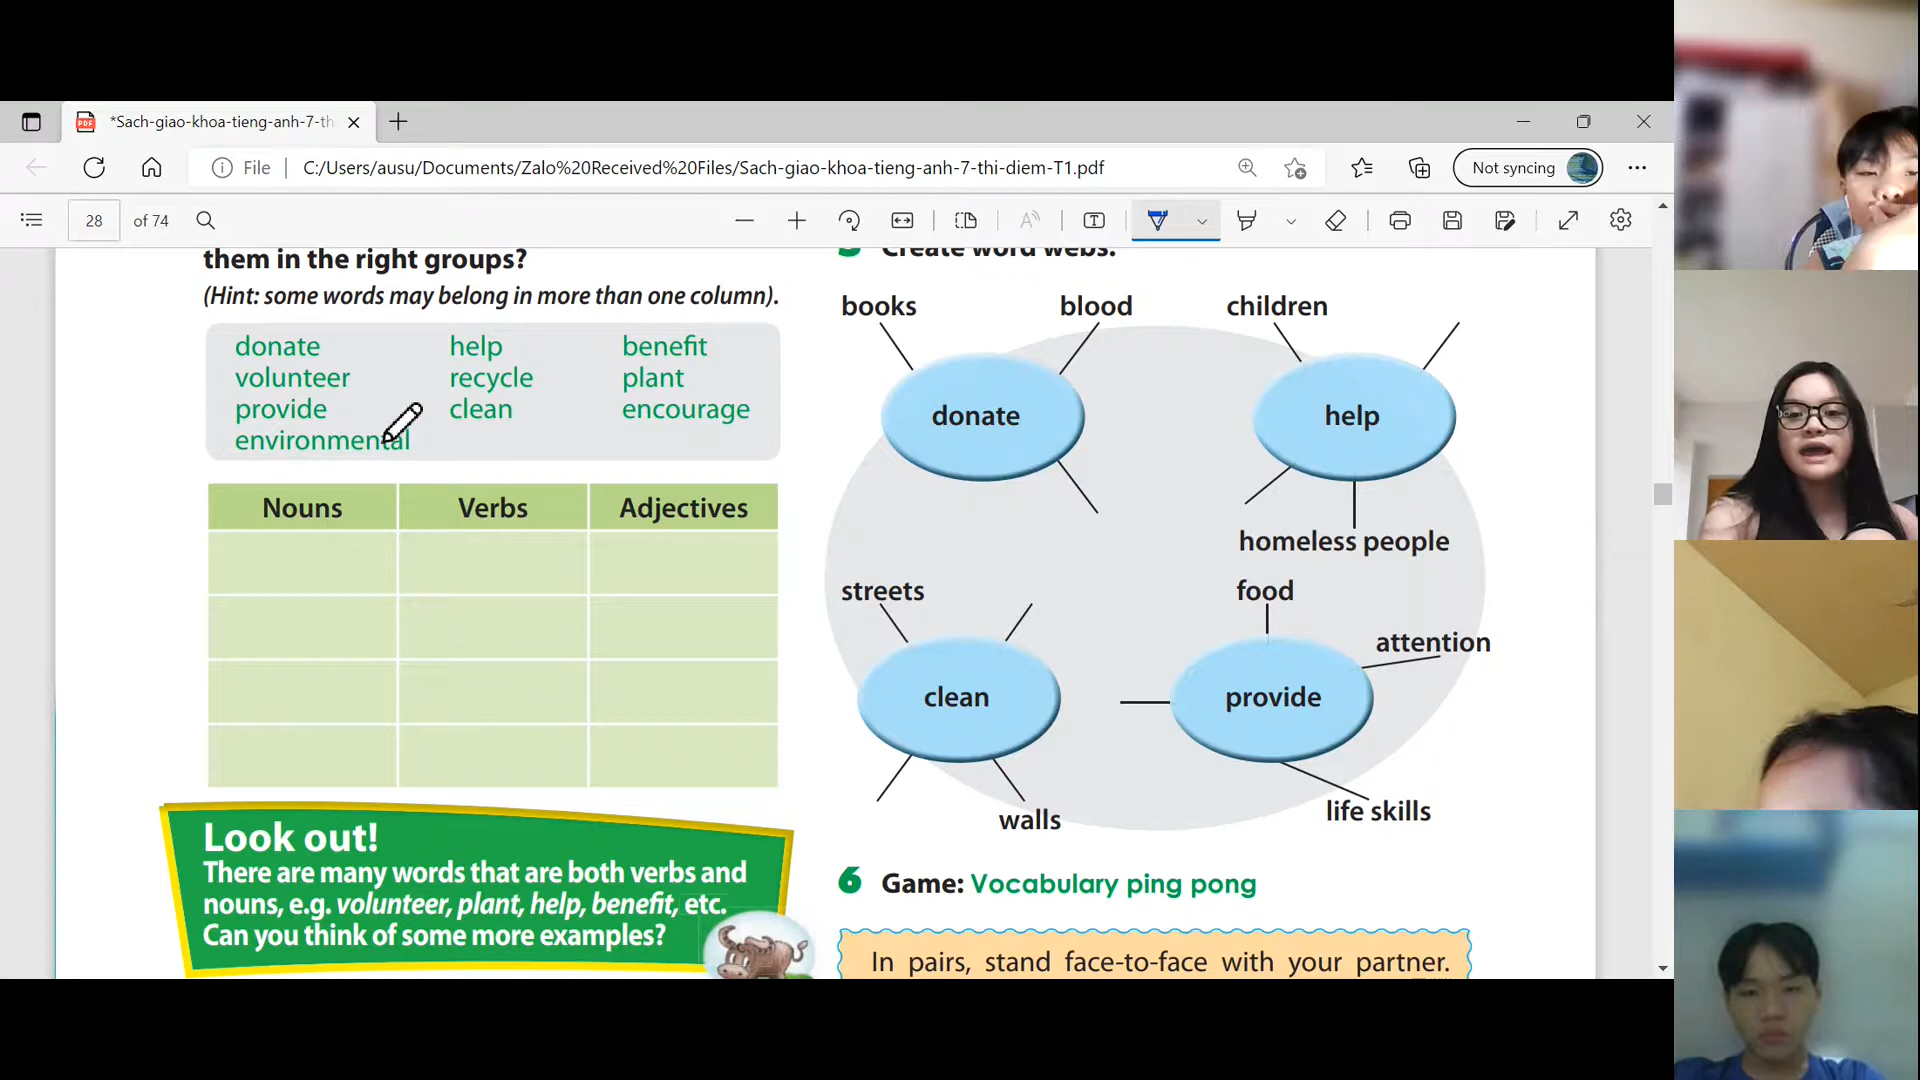 *Sach-giao-khoa-tieng-anh-7-th
File
C:/Users/ausu/Documents/Zalo%20Received%20Files/Sach-giao-khoa-tieng-anh-7-thi-diem-T1.pdf
Not syncing
28
of 74
them in the right groups?
(Hint: some words may belong in more than one column).
donate help benefit
volunteer recycle plant
provide clean encourage
environmental
Nouns Verbs Adjectives
Look out!
There are many words that are both verbs and
nouns, e.g. volunteer, plant, help, benefit, etc.
Can you think of some more examples?
5 Create word webs.
books
blood
donate
children
help
homeless people
streets
clean
walls
food
attention
provide
life skills
6 Game: Vocabulary ping pong
In pairs, stand face-to-face with your partner.